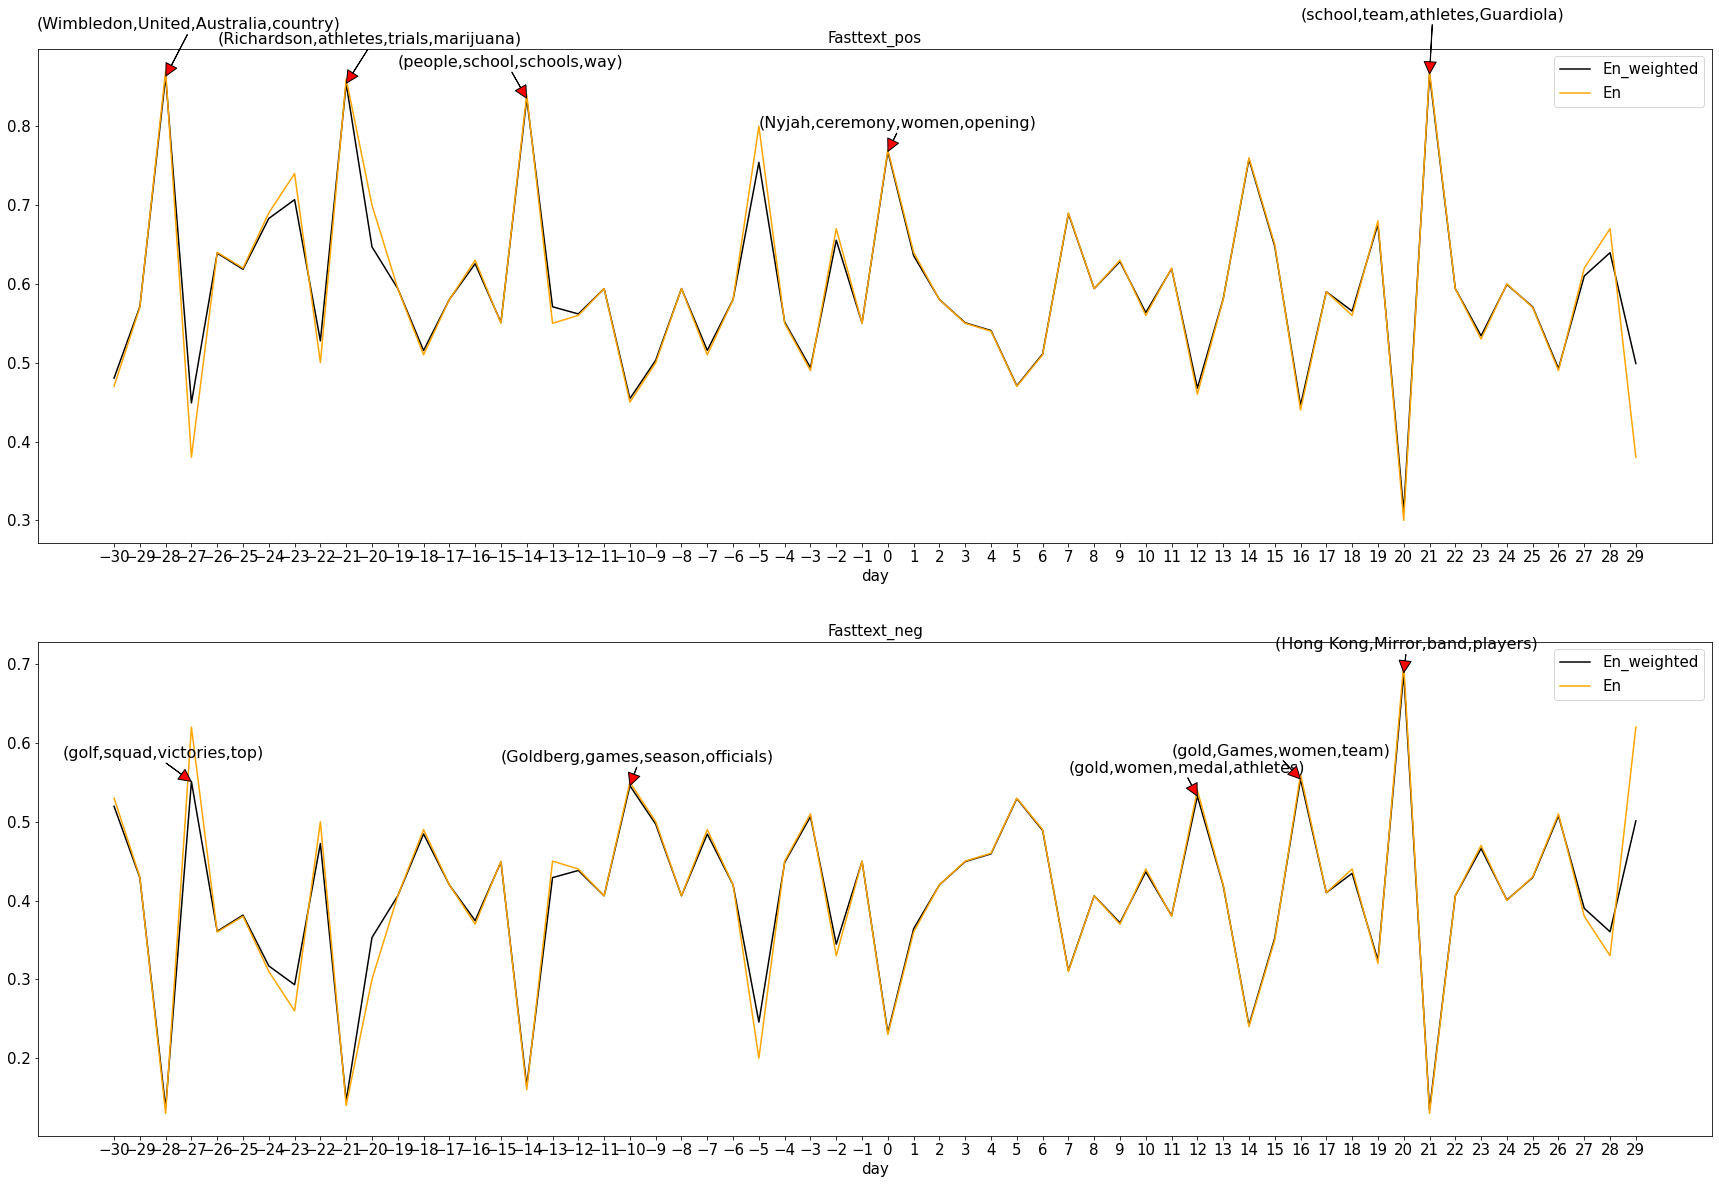 (school,team,athletes,Guardiola)
(Wimbledon,United,Australia,country)
(Richardson,athletes,trials,marijuana)
Fasttext_pos
(people,school,schools,way)
En_weighted
En
(Nyjah,ceremony,women,opening)
0.8
0.7
0.6
0.5
0.4
0.3
−30 −29 −28 −27 −26 −25 −24 −23 −22 −21 −20 −19 −18 −17 −16 −15 −14 −13 −12 −11 −10 −9 −8 −7 −6 −5 −4 −3 −2 −1 0 1 2 3 4 5 6 7 8 9 10 11 12 13 14 15 16 17 18 19 20 21 22 23 24 25 26 27 28 29
day
Fasttext_neg
(Hong Kong,Mirror,band,players)
En_weighted
En
(golf,squad,victories,top)
(Goldberg,games,season,officials)
(gold,Games,women,team)
(gold,women,medal,athletes)
0.7
0.6
0.5
0.4
0.3
0.2
−30 −29 −28 −27 −26 −25 −24 −23 −22 −21 −20 −19 −18 −17 −16 −15 −14 −13 −12 −11 −10 −9 −8 −7 −6 −5 −4 −3 −2 −1 0 1 2 3 4 5 6 7 8 9 10 11 12 13 14 15 16 17 18 19 20 21 22 23 24 25 26 27 28 29
day